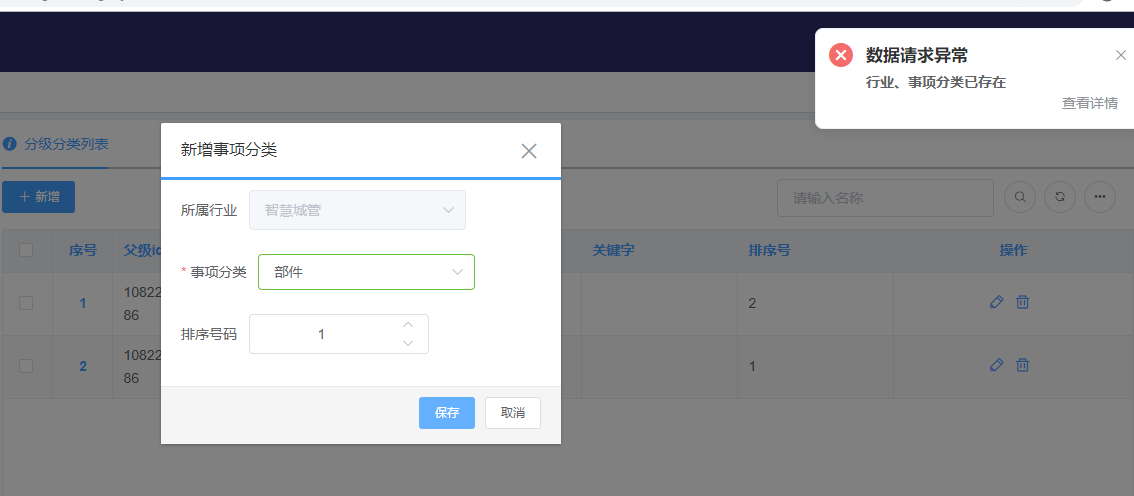 数据请求异常
行业、事项分类已存在
查看详情
分级分类列表
新增事项分类
新增
所属行业 智慧城管
请输入名称
序号 父级id 关键字 排序号 操作
* 事项分类 部件
1 10822
86 2
排序号码 1
2 10822
86 1
保存 取消